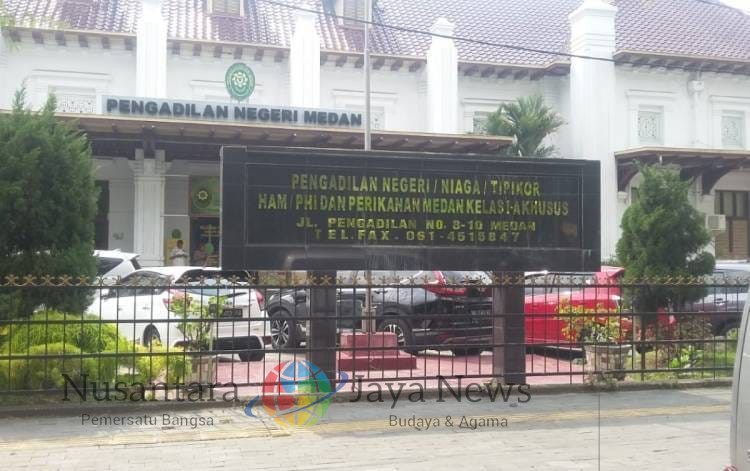 PENGADILAN NEGERI MEDAN
PENGADILAN NEGERI / NIAGA / TIPIKOR
HAM / PHI DAN PERIKANAN MEDAN KELAS I-A KHUSUS
JL. PENGADILAN NO. 8-10 MEDAN
TEL.FAX. 061-4515847
Nusantara Jaya News
Pemersatu Bangsa Budaya & Agama